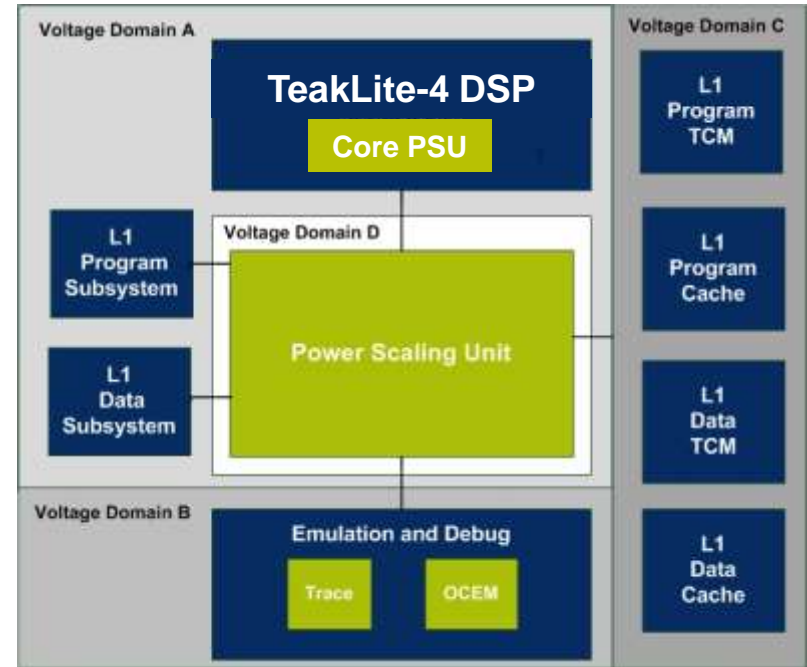 Voltage Domain A
TeakLite-4 DSP
Core PSU
L1
Program
Subsystem
Voltage Domain D
Power Scaling Unit
L1
Data
Subsystem
Voltage Domain B
Emulation and Debug
Trace
OCEM
Voltage Domain C
L1
Program
TCM
L1
Program
Cache
L1
Data
TCM
L1
Data
Cache